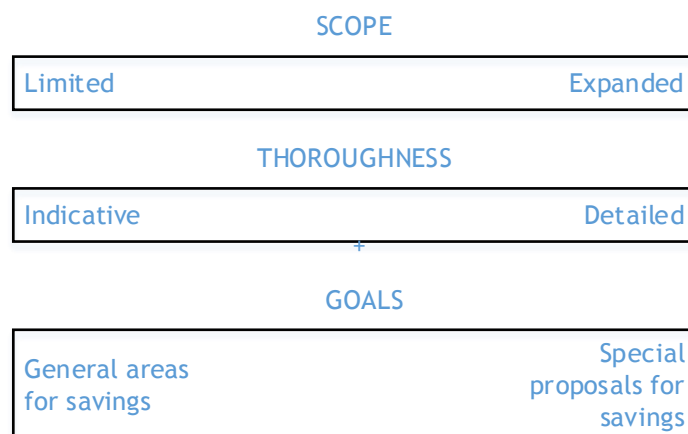 SCOPE
Limited Expanded
THOROUGHNESS
Indicative Detailed
+
GOALS
General areas
for savings
Special
proposals for
savings